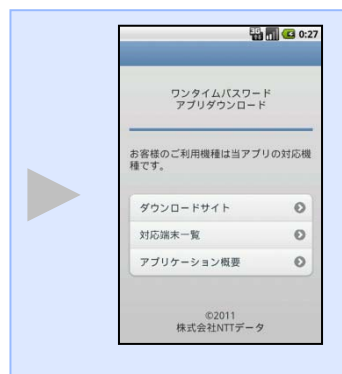 0:27
ワンタイムパスワード
アプリダウンロード
お客様のご利用機種は当アプリの対応機
種です。
ダウンロードサイト
対応端末一覧
アプリケーション概要
©2011
株式会社NTTデータ